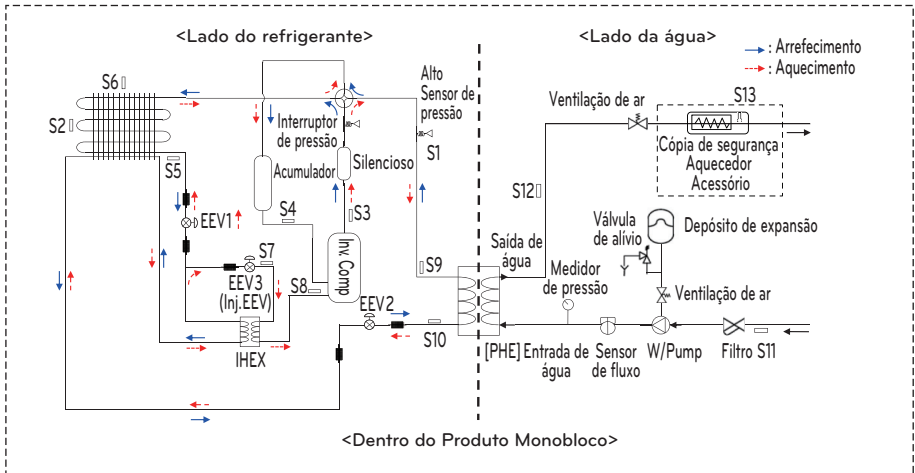 <Lado do refrigerante>
<Lado da água>
: Arrefecimento
: Aquecimento
S6
S2
S5
EEV1
Interruptor
de pressão
Acumulador
Silencioso
Alto
Sensor de
pressão
S1
S4
S3
S7
EEV3
(Inj.EEV)
S8
Inv. Comp
IHEX
EEV2
S9
S10
[PHE]
Saída de
água
Entrada de
água
Medidor
de pressão
Sensor
de fluxo
W/Pump
Filtro S11
Ventilação de ar
S12
Ventilação de ar
S13
Cópia de segurança
Aquecedor
Acessório
Válvula
de alívio
Depósito de expansão
<Dentro do Produto Monobloco>